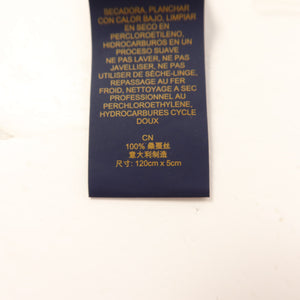 SECADORA, PLANCHAR
CON CALOR BAJO, LIMPIAR
EN SECO EN
PERCLOROETILENO,
HIDROCARBUROS EN UN
PROCESO SUAVE
NE PAS LAVER, NE PAS
JAVELLISER, NE PAS
UTILISER DE SÈCHE-LINGE,
REPASSAGE AU FER
FROID, NETTOYAGE A SEC
PROFESSIONNEL AU
PERCHLOROETHYLENE,
HYDROCARBURES CYCLE
DOUX
CN
100% 桑蚕丝
意大利制造
尺寸: 120cm x 5cm